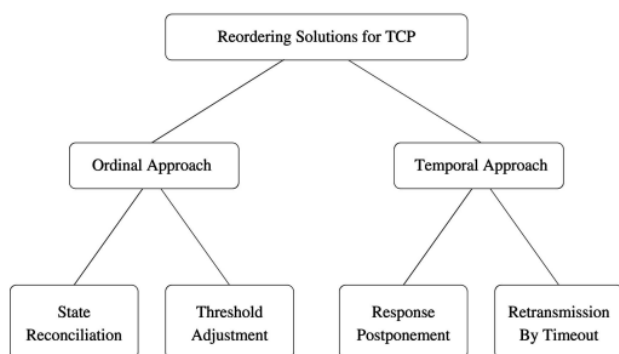 Reordering Solutions for TCP
Ordinal Approach
Temporal Approach
State
Reconciliation
Threshold
Adjustment
Response
Postponement
Retransmission
By Timeout